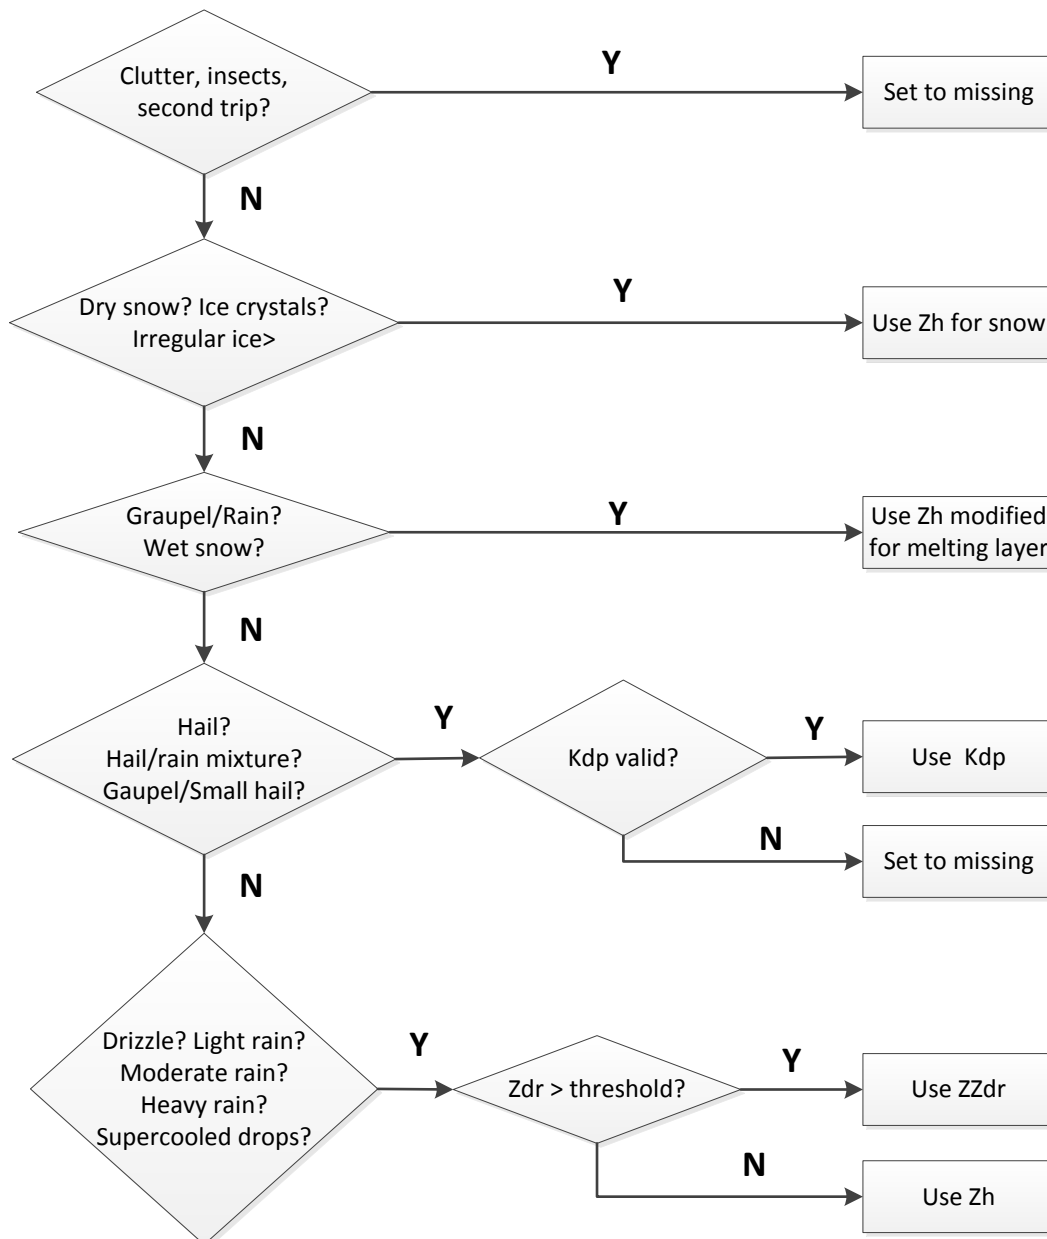 Clutter, insects,
second trip?
Y
Set to missing
N
Dry snow? Ice crystals?
Irregular ice>
Y
Use Zh for snow
N
Graupel/Rain?
Wet snow?
Y
Use Zh modified
for melting layer
N
Hail?
Hail/rain mixture?
Gaupel/Small hail?
Y
Kdp valid?
Y
Use Kdp
N
Set to missing
N
Drizzle? Light rain?
Moderate rain?
Heavy rain?
Supercooled drops?
Y
Zdr > threshold?
Y
Use ZZdr
N
Use Zh